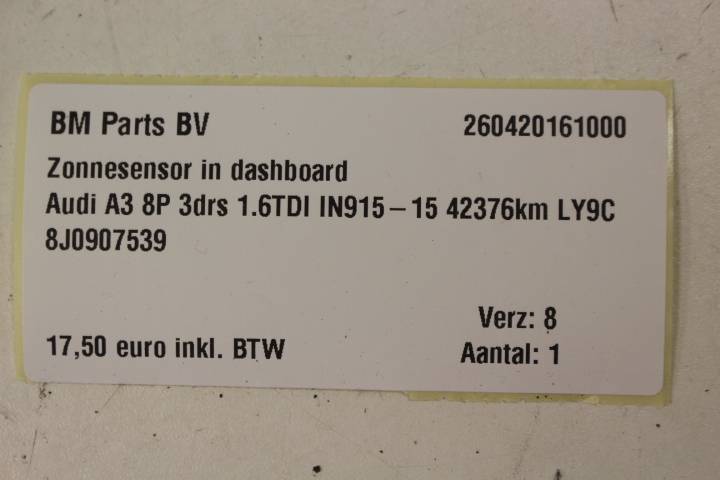 BM Parts BV 260420161000
Zonnesensor in dashboard
Audi A3 8P 3drs 1.6TDI IN915-15 42376km LY9C
8J0907539
Verz: 8
17,50 euro inkl. BTW Aantal: 1